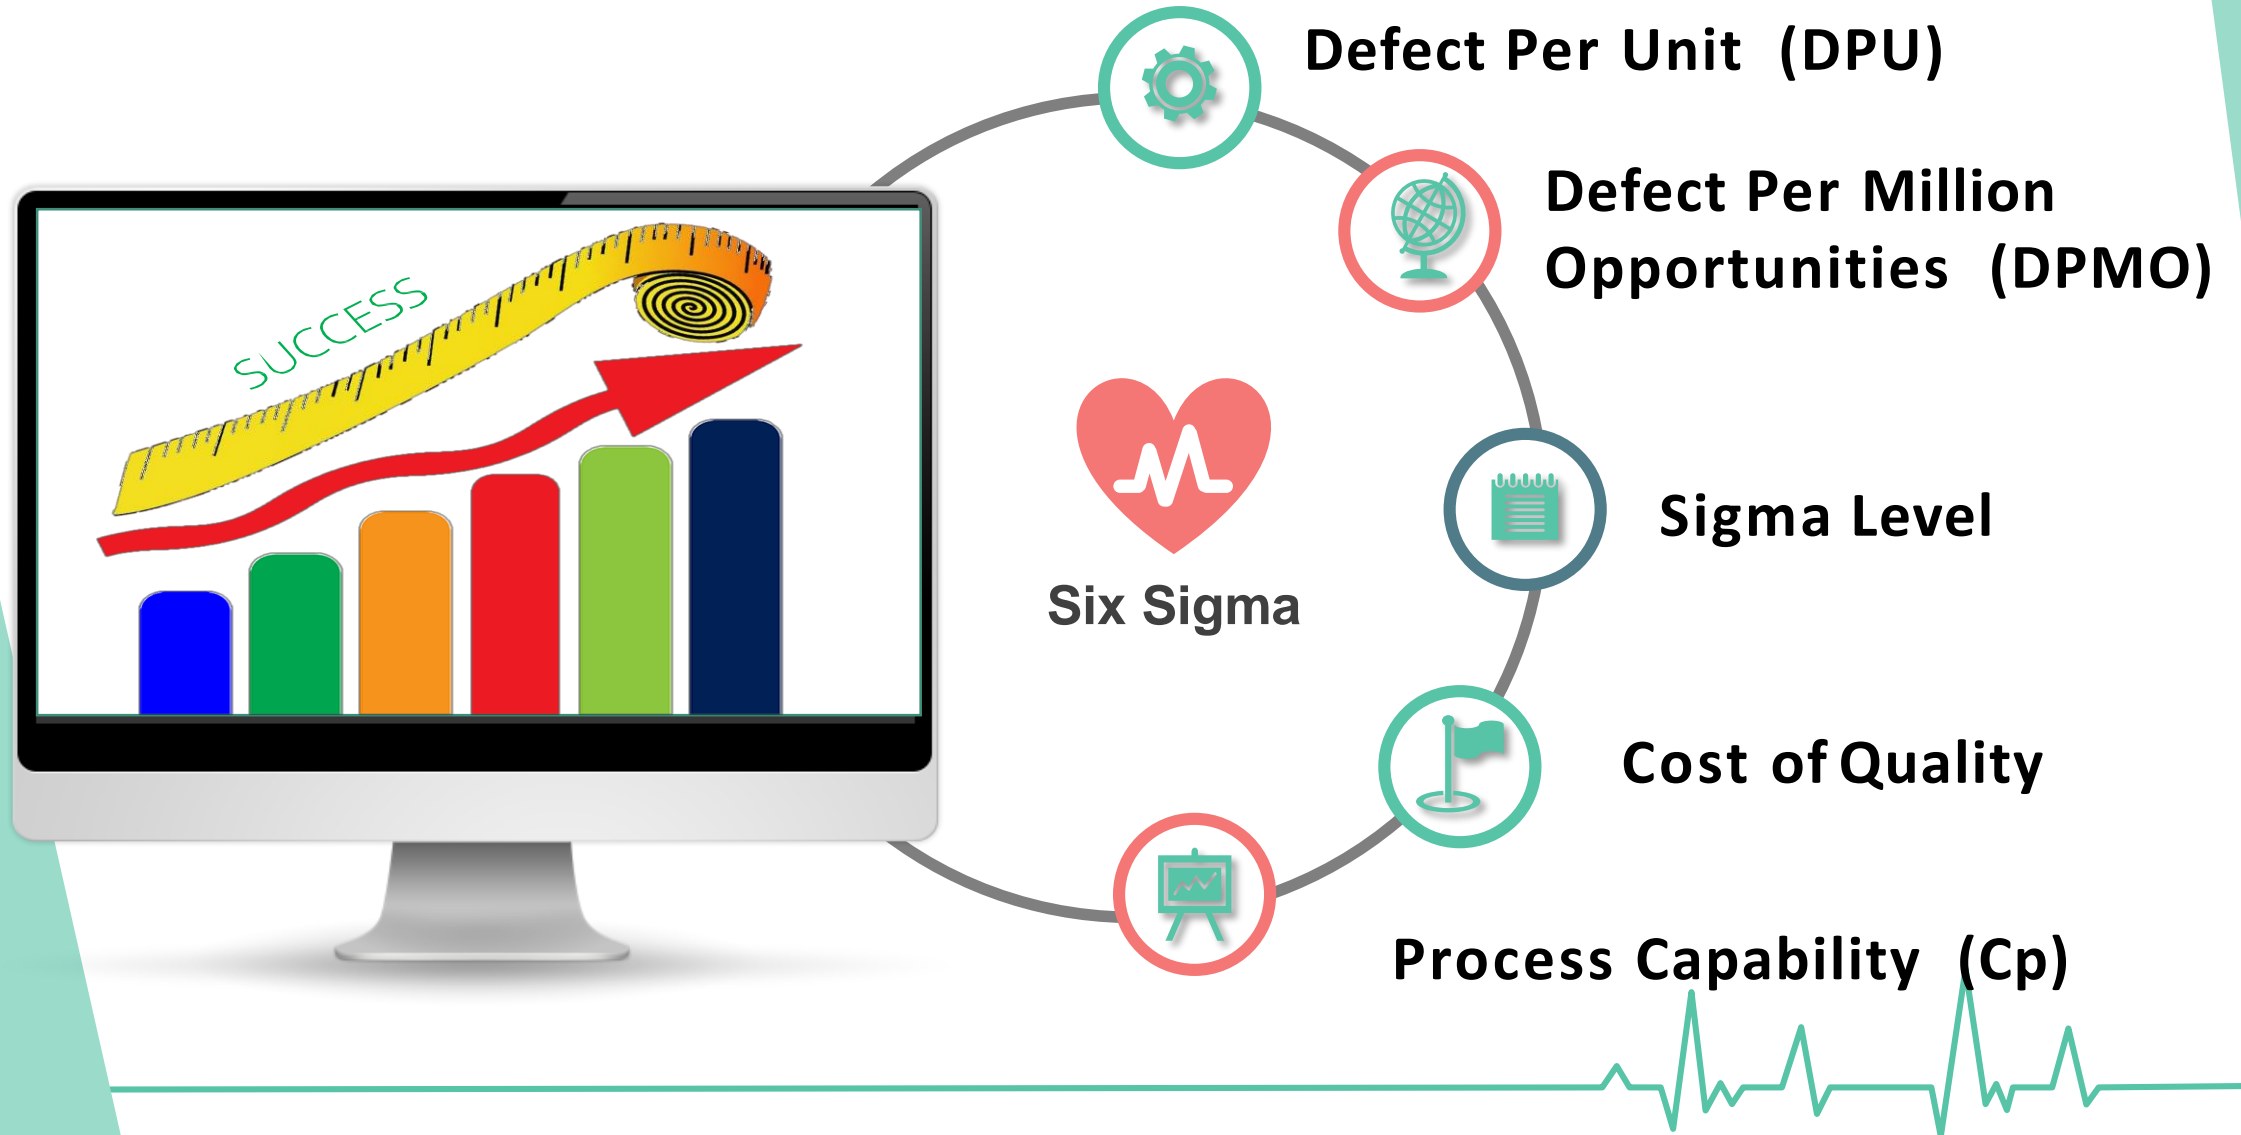 Defect Per Unit (DPU)
Defect Per Million
Opportunities (DPMO)
SUCCESS
Sigma Level
Six Sigma
Cost of Quality
Process Capability (Cp)